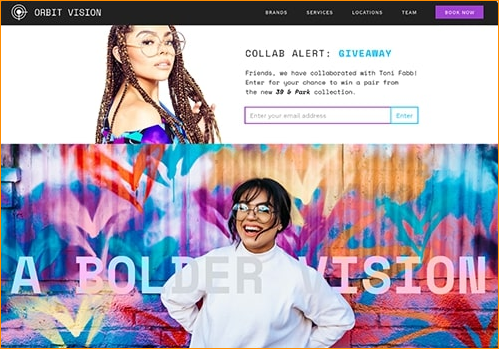 ORBIT VISION
BRANDS SERVICES LOCATIONS TEAM BOOK NOW
COLLAB ALERT: GIVEAWAY
Friends, we have collaborated with Toni Fabb!
Enter for your chance to win a pair from
the new 39 & Park collection.
Enter your email address Enter
A BOLDER VISION